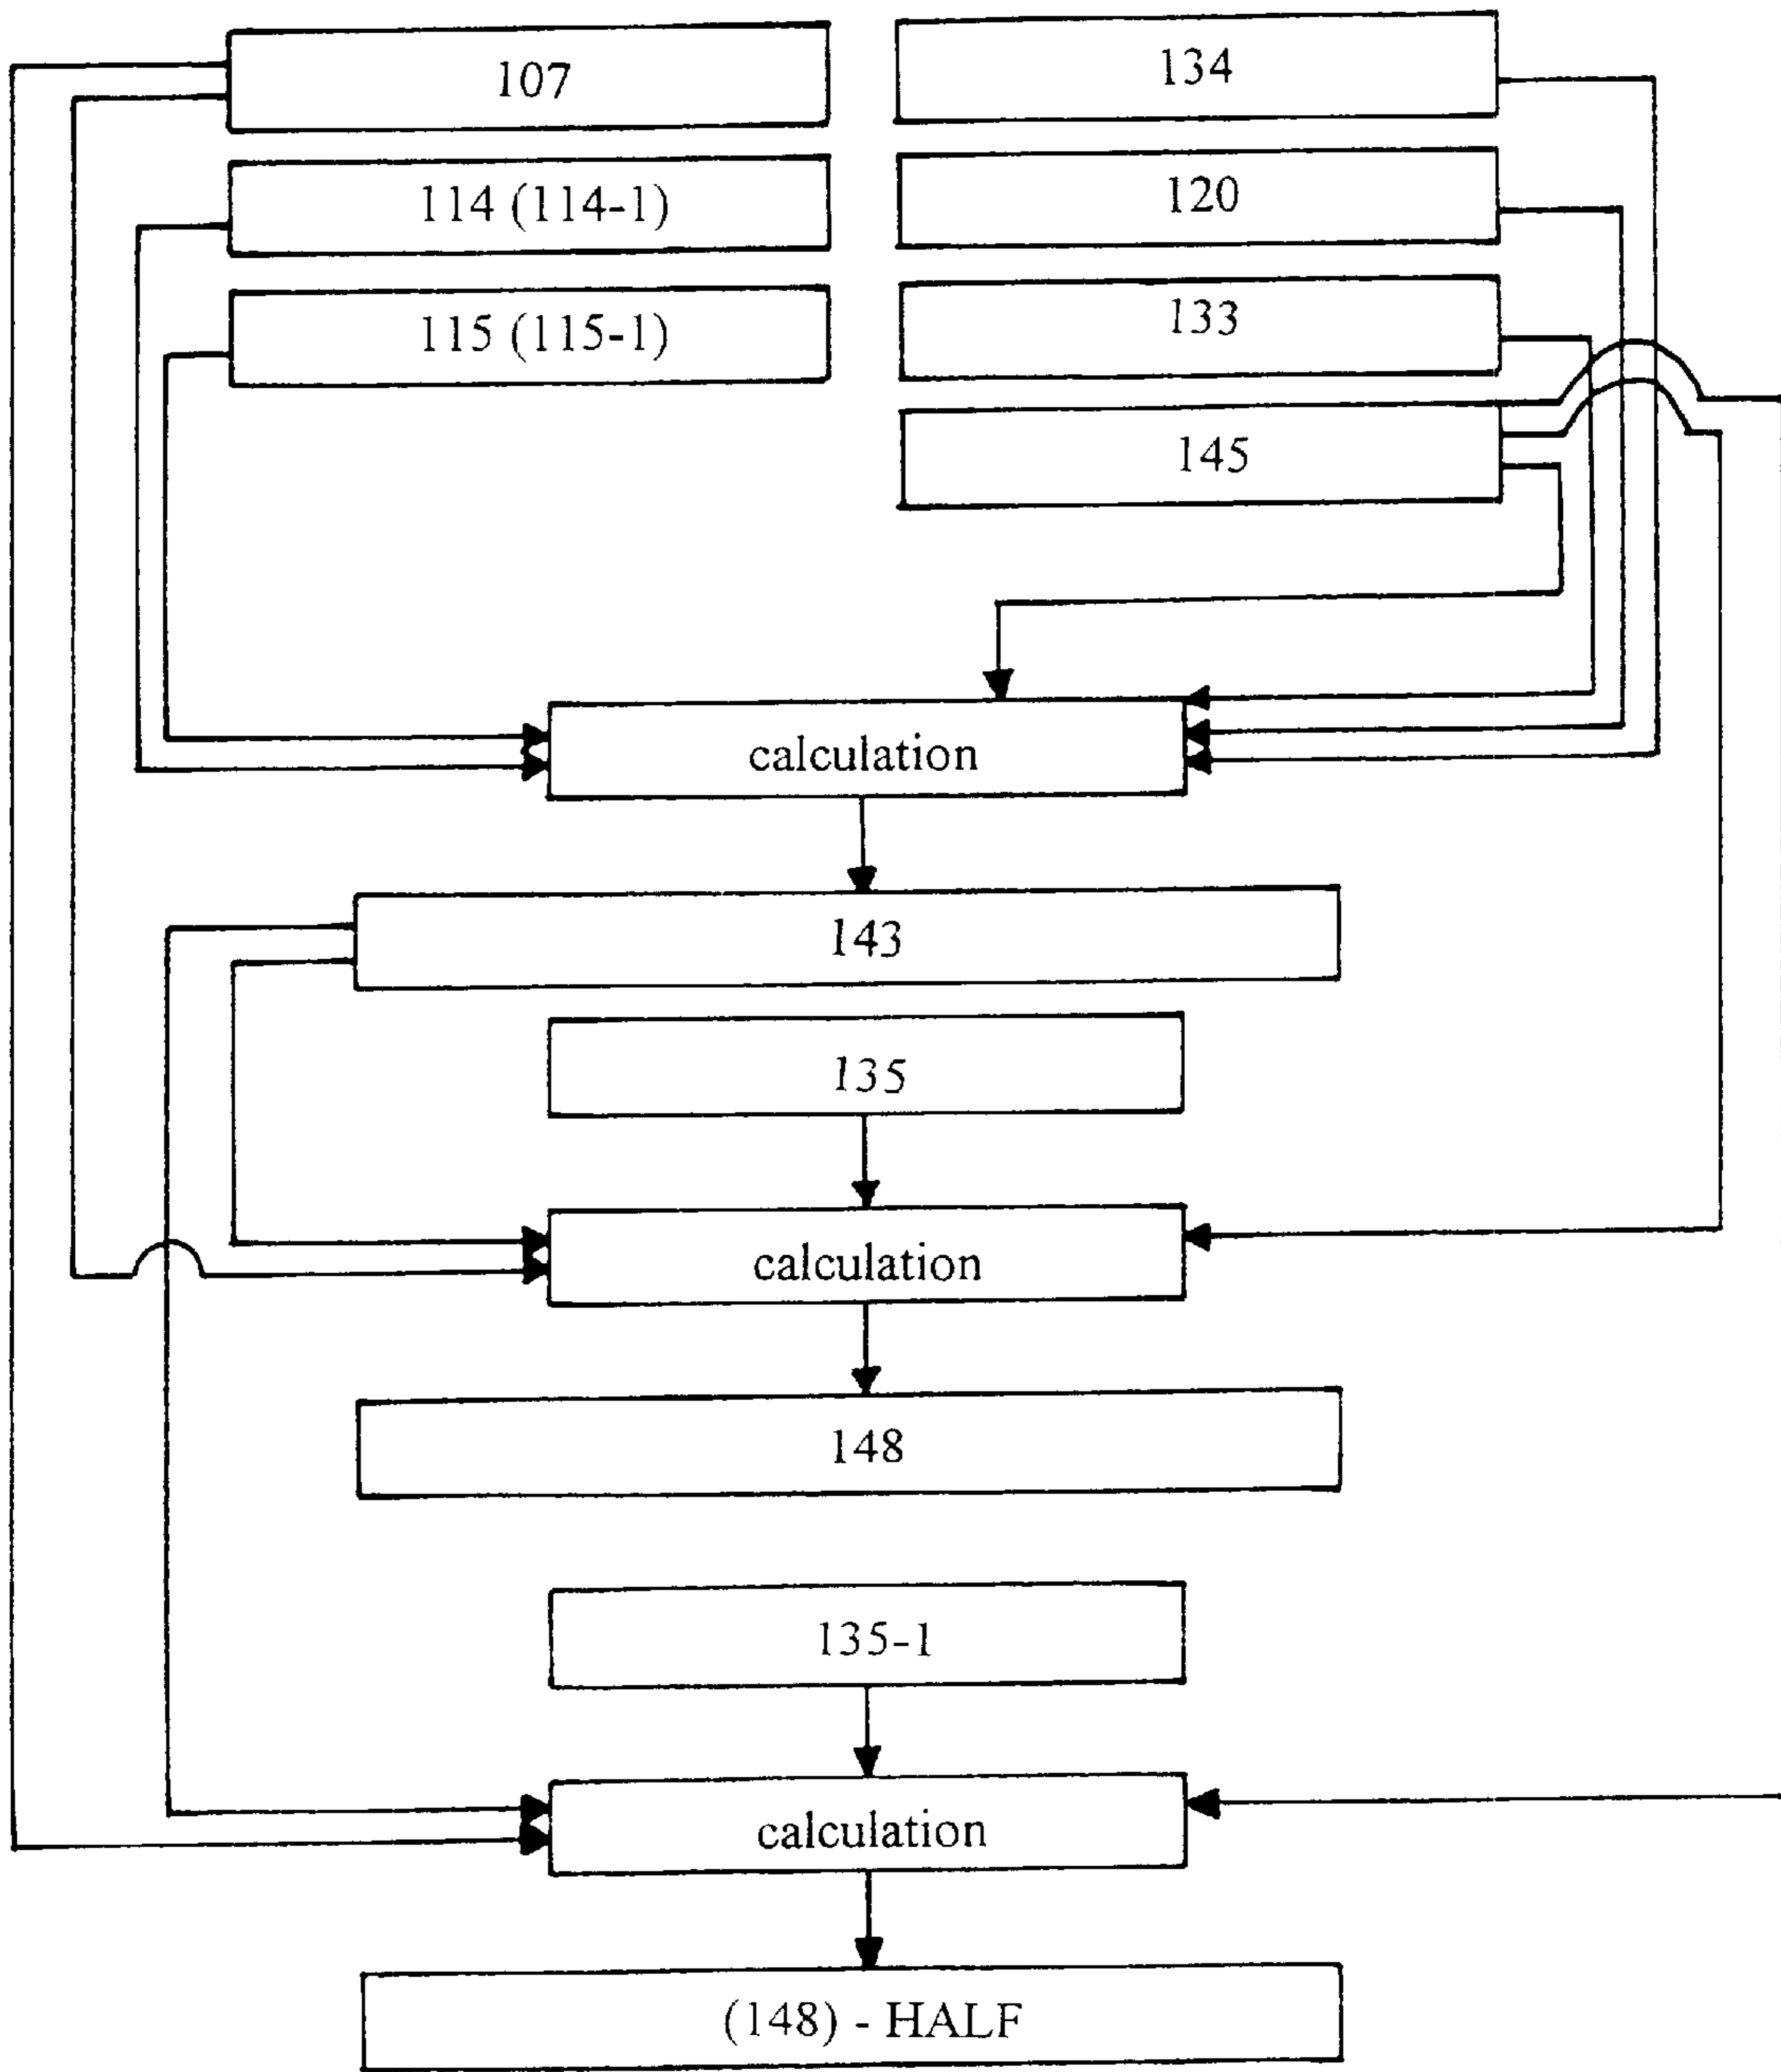 107
134
114 (114-1)
120
115 (115-1)
133
145
calculation
143
135
calculation
148
135-1
calculation
(148) - HALF